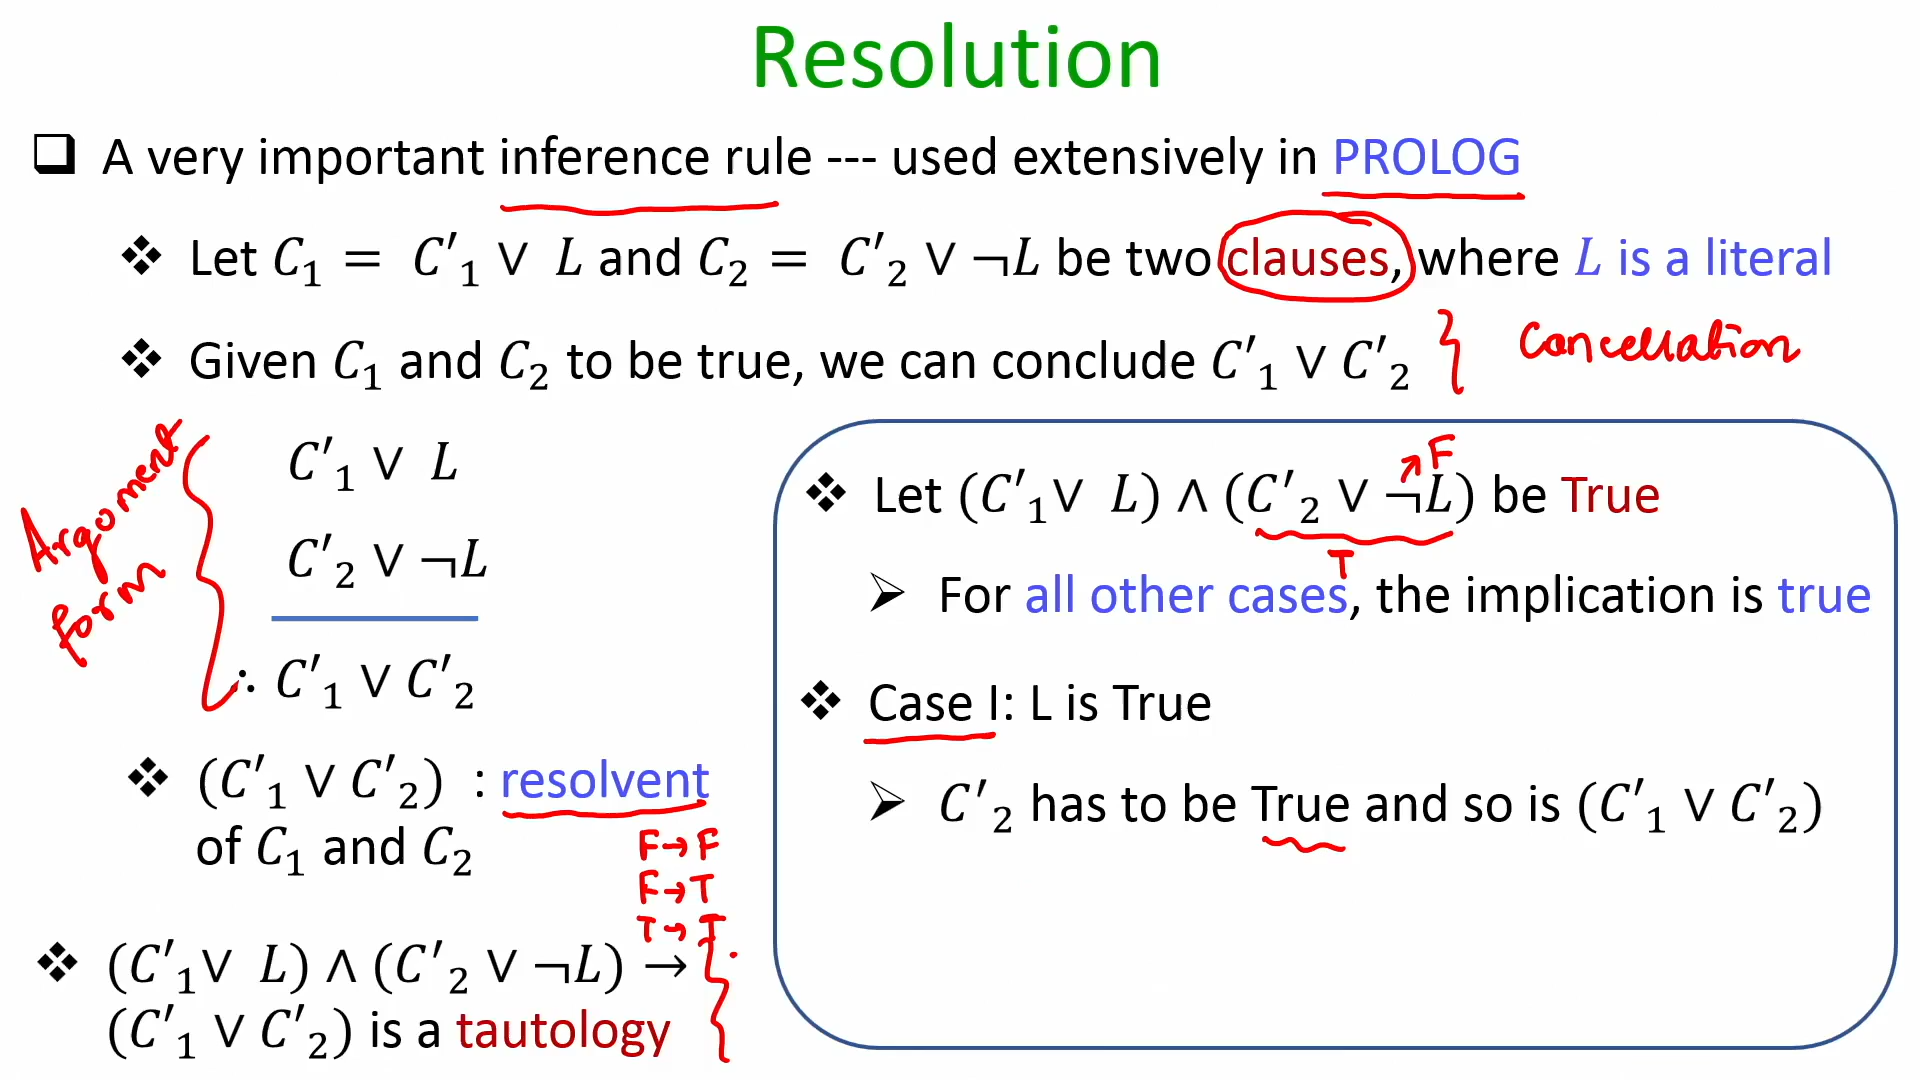 Resolution
❑ A very important inference rule --- used extensively in PROLOG
❖ Let C₁ = C′₁ ∨ L and C₂ = C′₂ ∨ ¬L be two clauses, where L is a literal
❖ Given C₁ and C₂ to be true, we can conclude C′₁ ∨ C′₂ } Cancellation
Argument
form
C′₁ ∨ L
C′₂ ∨ ¬L
∴ C′₁ ∨ C′₂
❖ (C′₁ ∨ C′₂) : resolvent
of C₁ and C₂
F→F
F→T
T→T
❖ (C′₁∨ L) ∧ (C′₂ ∨ ¬L) →
(C′₁ ∨ C′₂) is a tautology
F
❖ Let (C′₁∨ L) ∧ (C′₂ ∨ ¬L) be True
T
➢ For all other cases, the implication is true
❖ Case I: L is True
➢ C′₂ has to be True and so is (C′₁ ∨ C′₂)